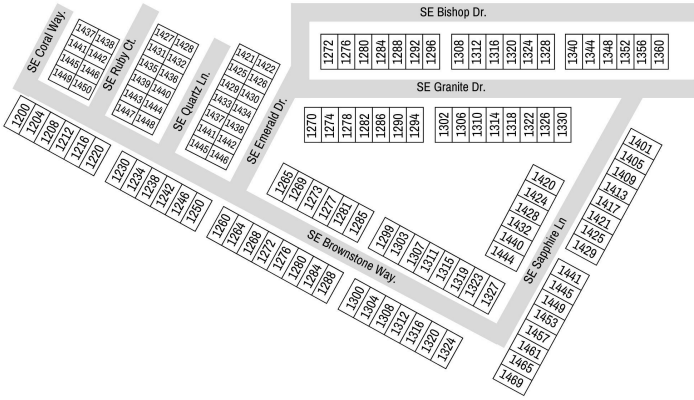 SE Bishop Dr.
SE Coral Way.
1437 1438
1441 1442
1445 1446
1449 1450
SE Ruby Ct.
1427 1428
1431 1432
1435 1436
1439 1440
1443 1444
1447 1448
SE Quartz Ln.
1421 1422
1425 1426
1429 1430
1433 1434
1437 1438
1441 1442
1445 1446
SE Emerald Dr.
1272 1276 1280 1284 1288 1292 1296
1308 1312 1316 1320 1324 1328
1340 1344 1348 1352 1356 1360
SE Granite Dr.
1270 1274 1278 1282 1286 1290 1294
1302 1306 1310 1314 1318 1322 1326 1330
1200 1204 1208 1212 1216 1220
1230 1234 1238 1242 1246 1250
1260 1264 1268 1272 1276 1280 1284 1288
1300 1304 1308 1312 1316 1320 1324
SE Brownstone Way.
1265 1269 1273 1277 1281 1285
1299 1303 1307 1311 1315 1319 1323 1327
1420
1424
1428
1432
1440
1444
SE Sapphire Ln
1401
1405
1409
1413
1417
1421
1425
1429
1441
1445
1449
1453
1457
1461
1465
1469